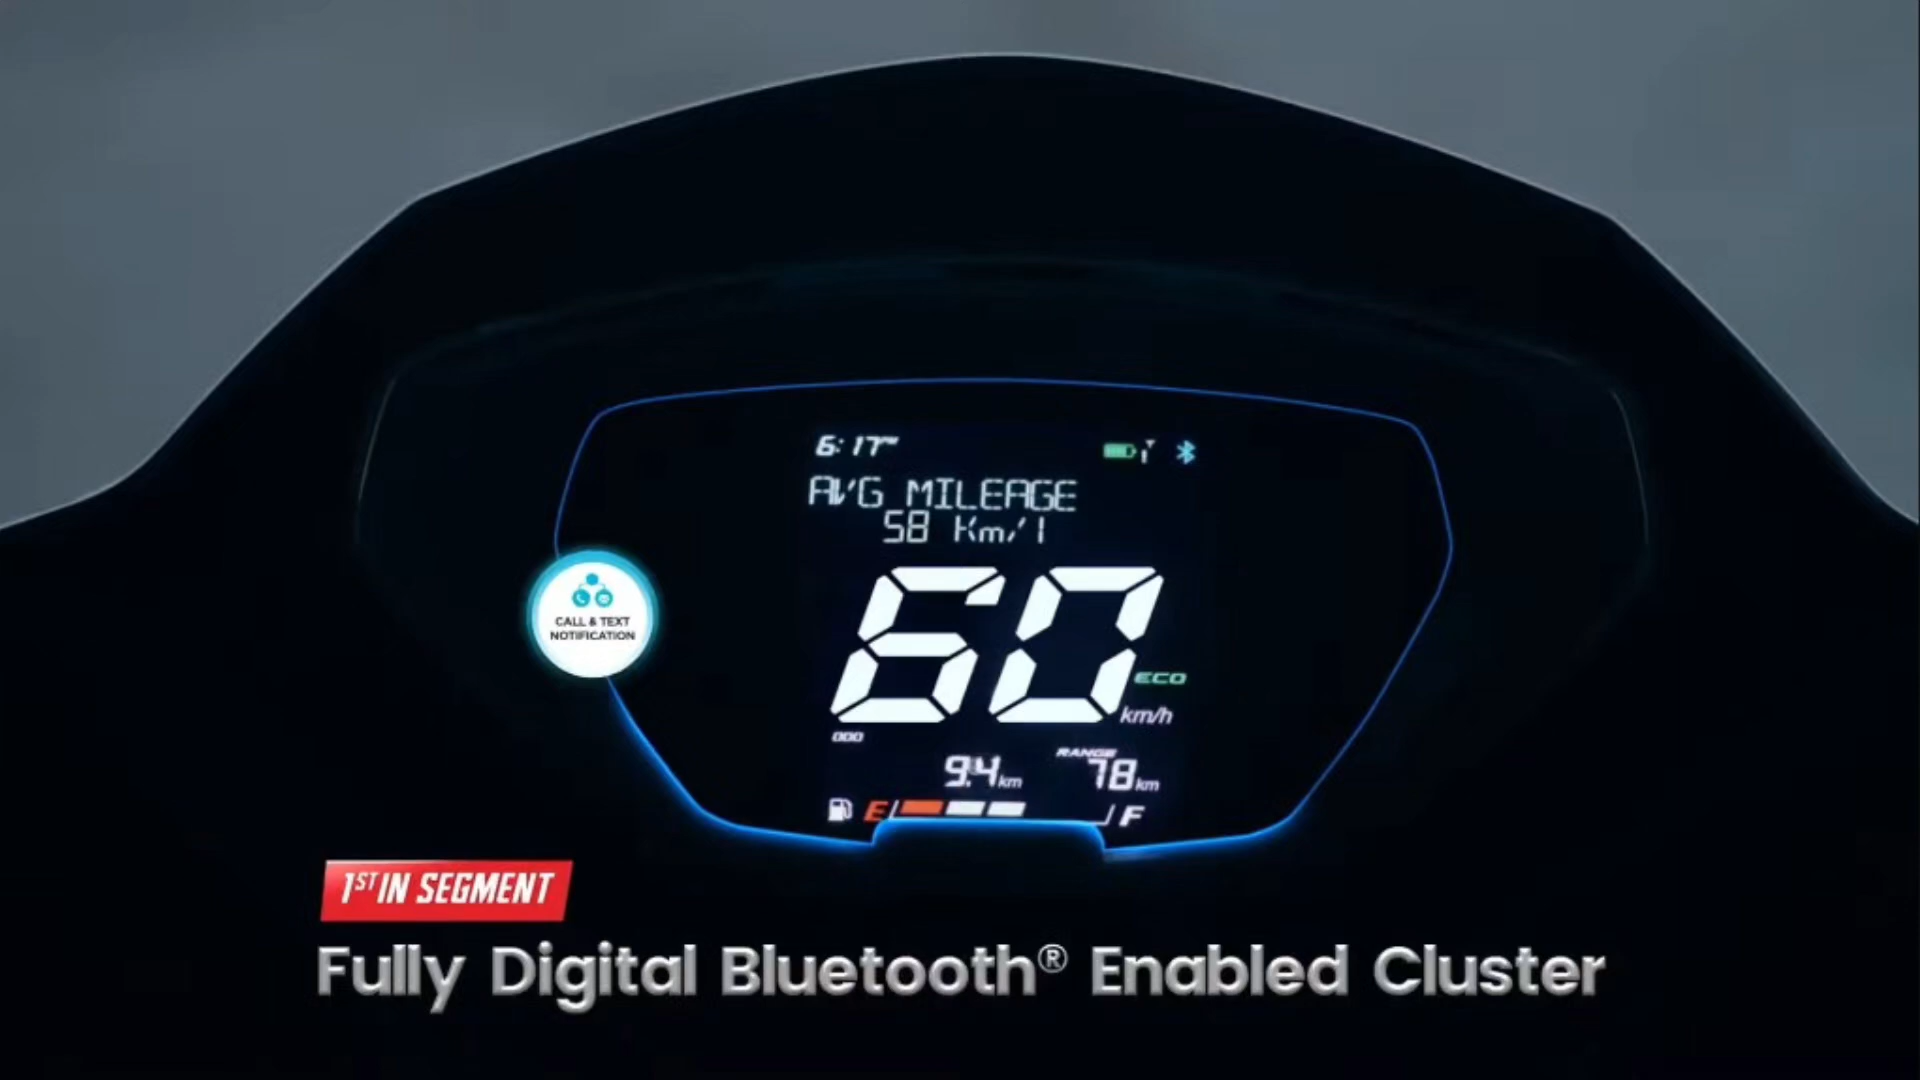 6:17
AVG MILEAGE
58 Km/l
60
ECO
km/h
CALL & TEXT
NOTIFICATION
ODO
RANGE
9.4 km
78 km
E
F
1ST IN SEGMENT
Fully Digital Bluetooth® Enabled Cluster